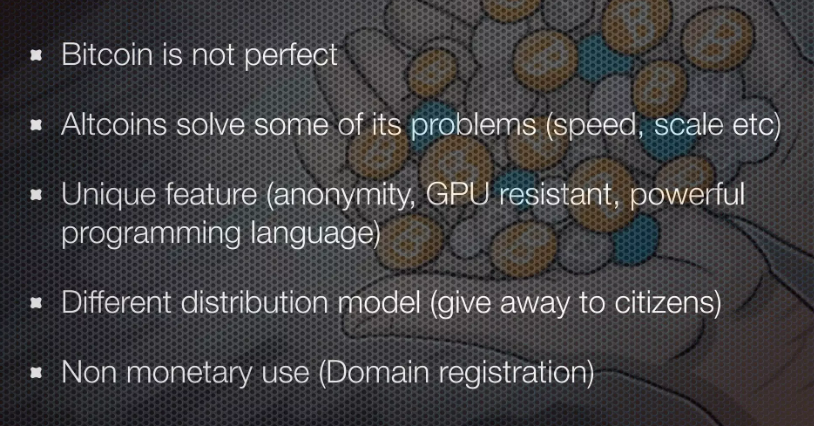 Bitcoin is not perfect
Altcoins solve some of its problems (speed, scale etc)
Unique feature (anonymity, GPU resistant, powerful
programming language)
Different distribution model (give away to citizens)
Non monetary use (Domain registration)